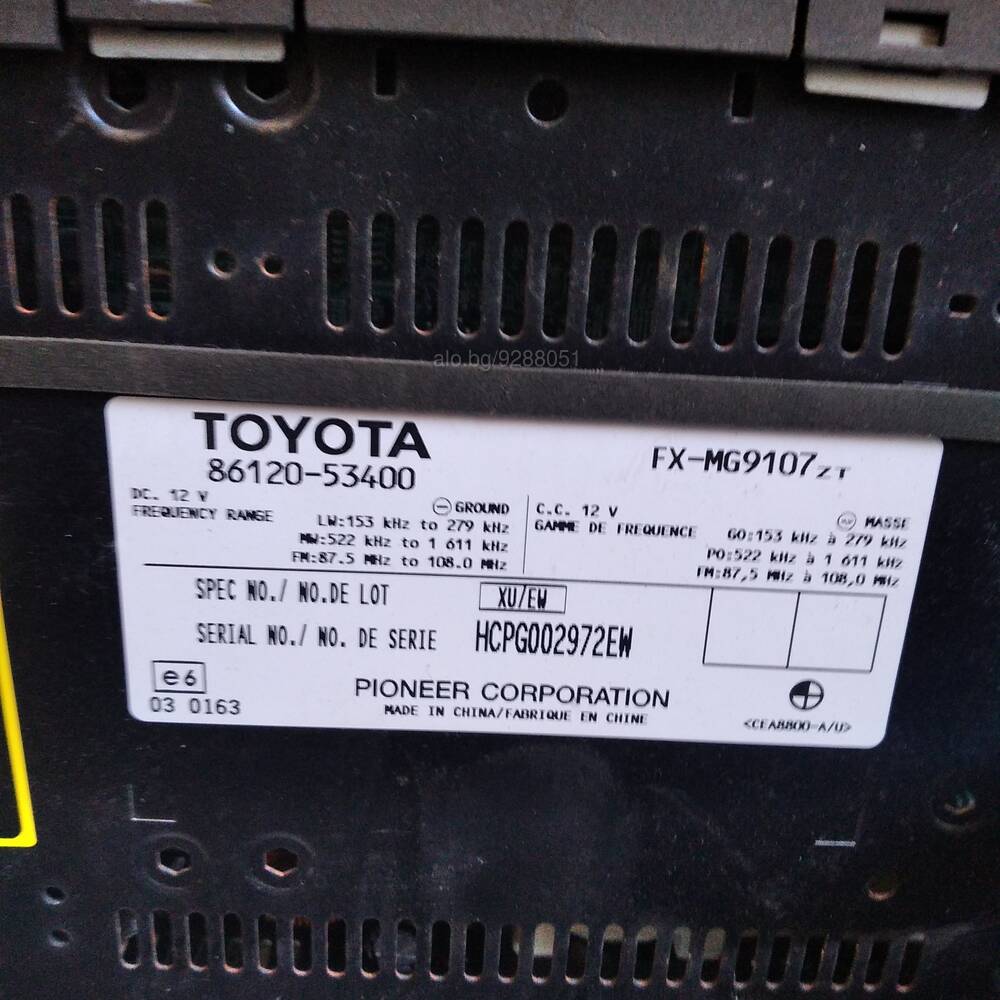 alo.bg/9288051
TOYOTA
86120-53400
FX-MG9107ZT
DC. 12 V
⊖GROUND
FREQUENCY RANGE
LW:153 kHz to 279 kHz
MW:522 kHz to 1 611 kHz
FM:87.5 MHz to 108.0 MHz
C.C. 12 V
MASSE
GAMME DE FREQUENCE
GO:153 kHz à 279 kHz
PO:522 kHz à 1 611 kHz
FM:87,5 MHz à 108,0 MHz
SPEC NO./ NO.DE LOT XU/EW
SERIAL NO./ NO. DE SERIE HCPG002972EW
e6
03 0163
PIONEER CORPORATION
MADE IN CHINA/FABRIQUE EN CHINE
<CEA8800-A/U>